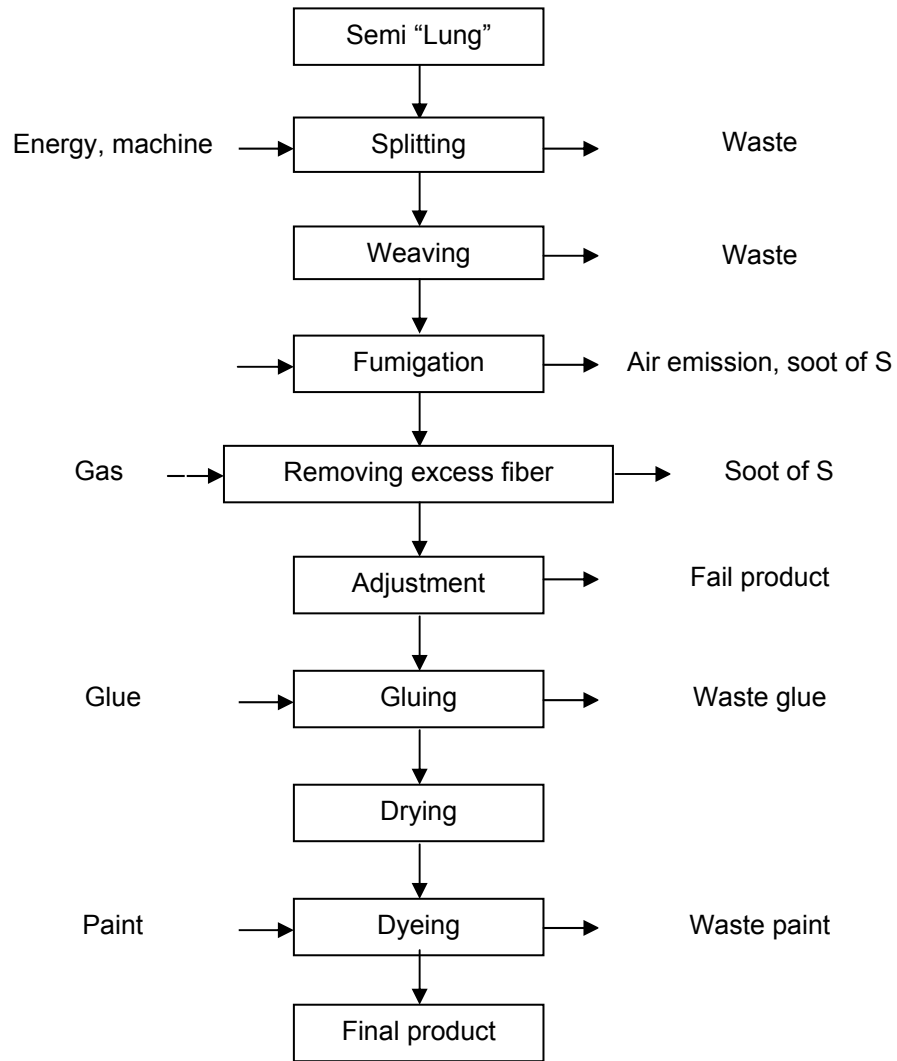 Semi “Lung”
Energy, machine
Splitting
Waste
Weaving
Waste
Fumigation
Air emission, soot of S
Gas
Removing excess fiber
Soot of S
Adjustment
Fail product
Glue
Gluing
Waste glue
Drying
Paint
Dyeing
Waste paint
Final product